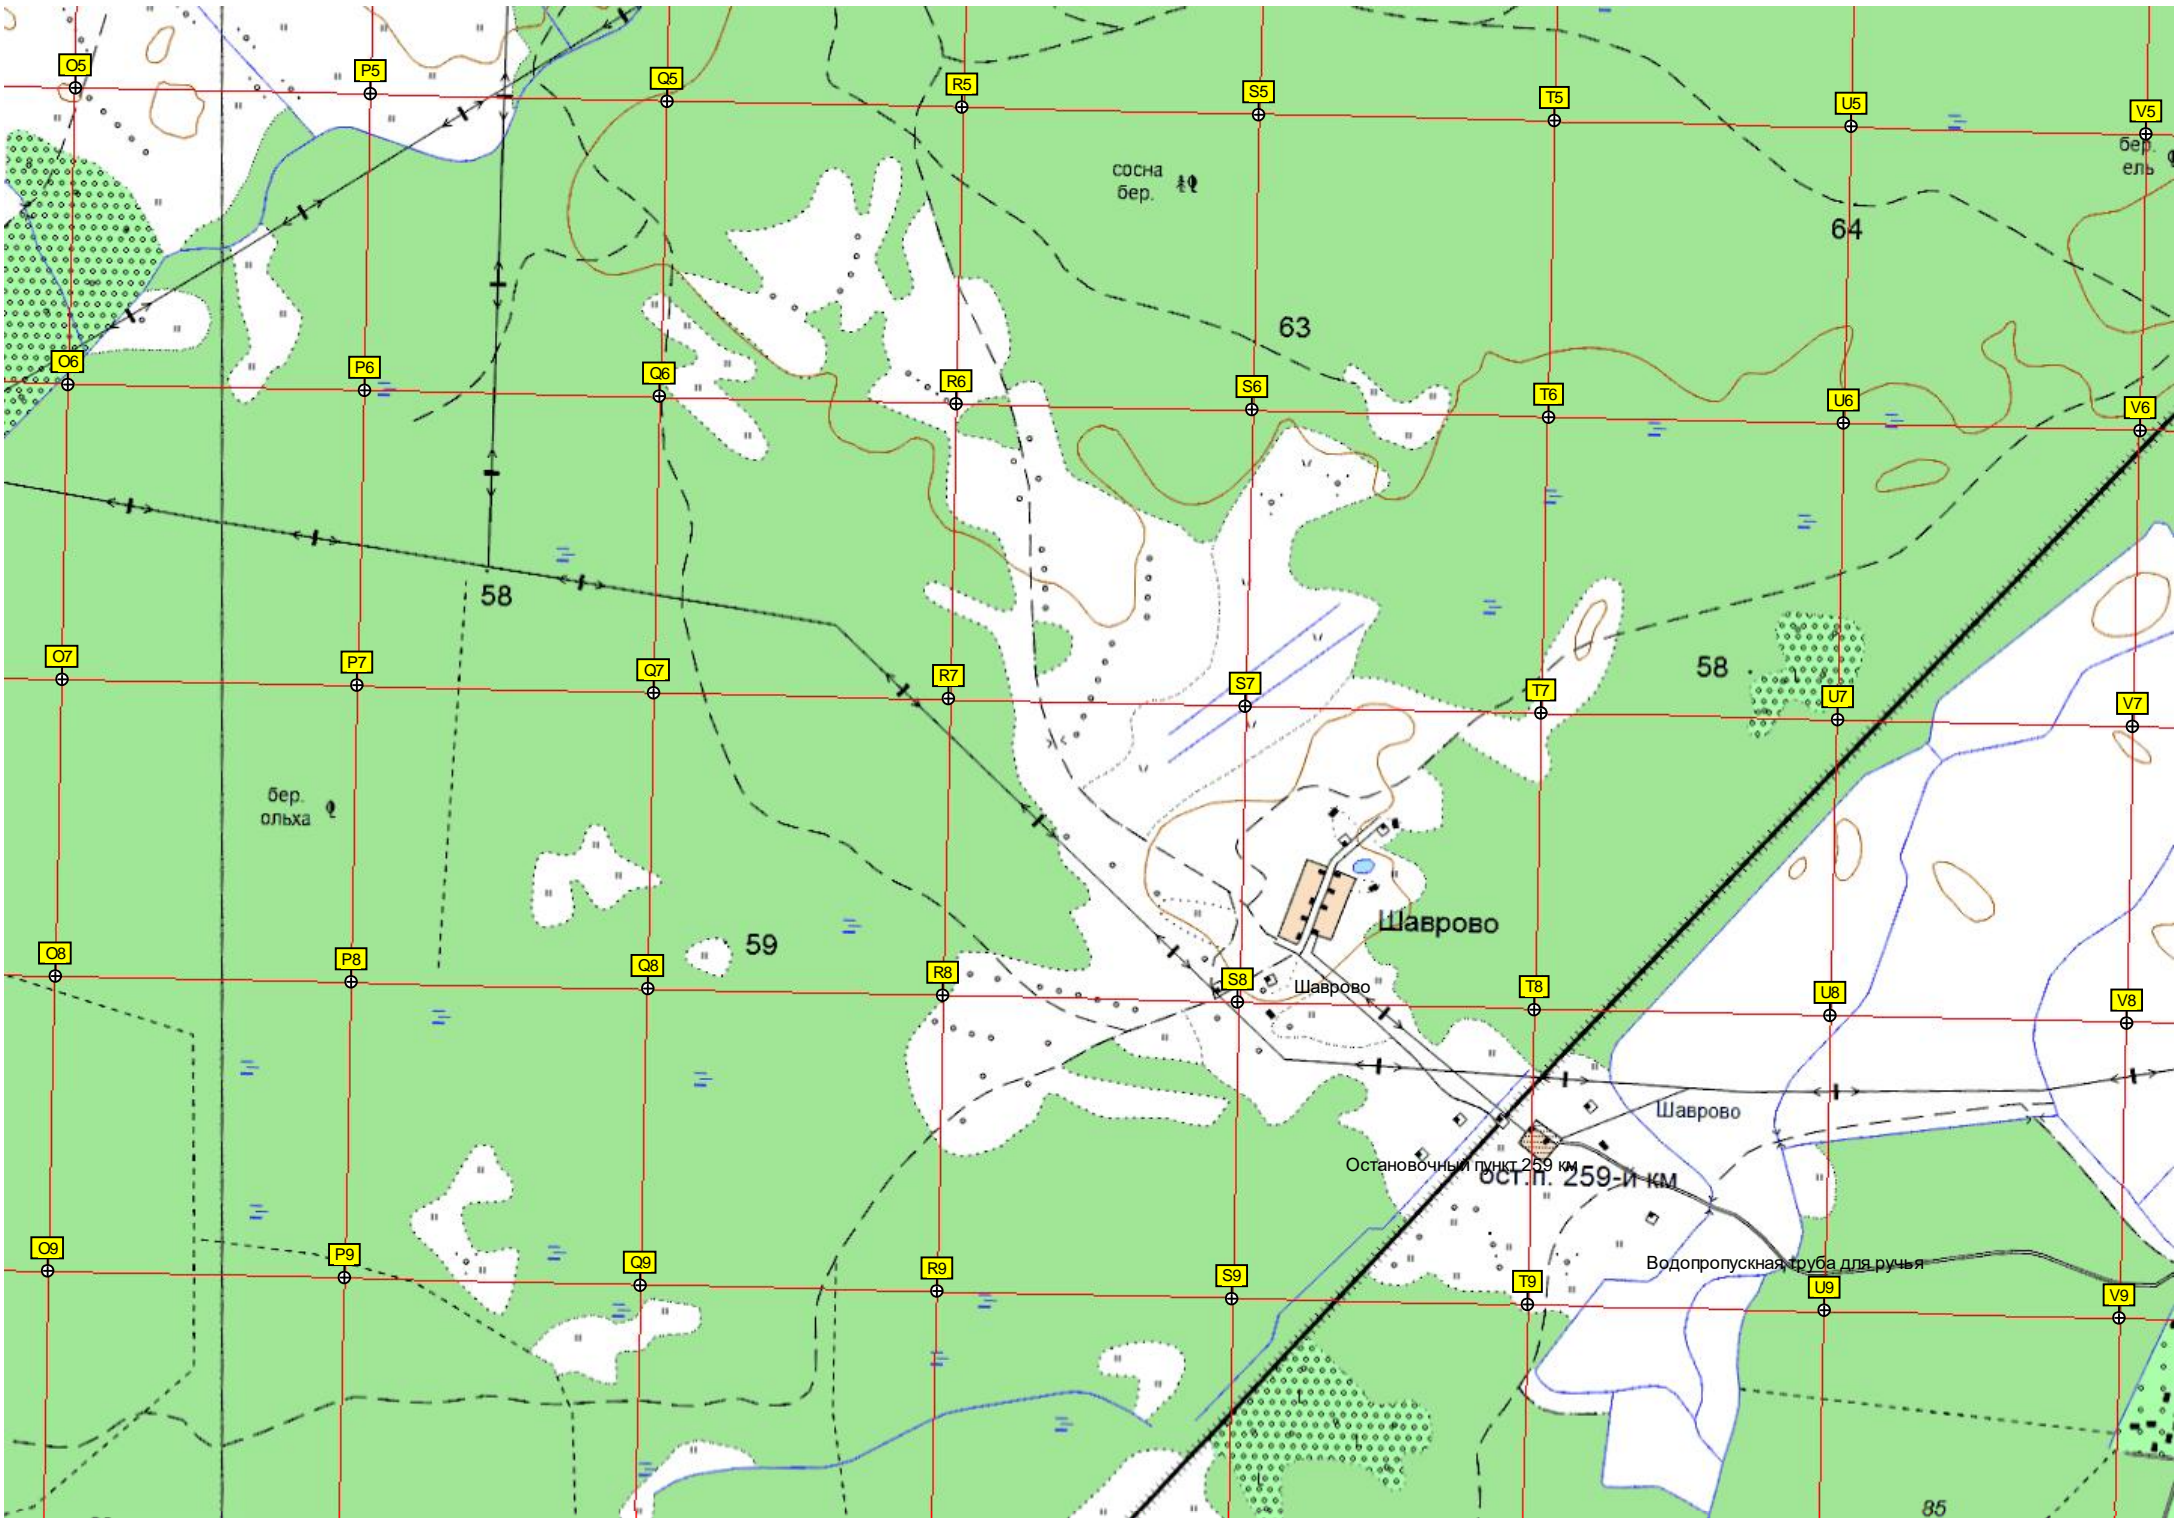 O5
P5
Q5
R5
S5
T5
U5
V5
сосна
бер.
бер.
ель
64
63
O6
P6
Q6
R6
S6
T6
U6
V6
58
O7
P7
Q7
R7
S7
T7
U7
V7
58
бер.
ольха
Шаврово
59
O8
P8
Q8
R8
S8
T8
U8
V8
Шаврово
Шаврово
Остановочный пункт 259 км
ост.п. 259-й км
O9
P9
Q9
R9
S9
T9
U9
V9
Водопропускная труба для ручья
85